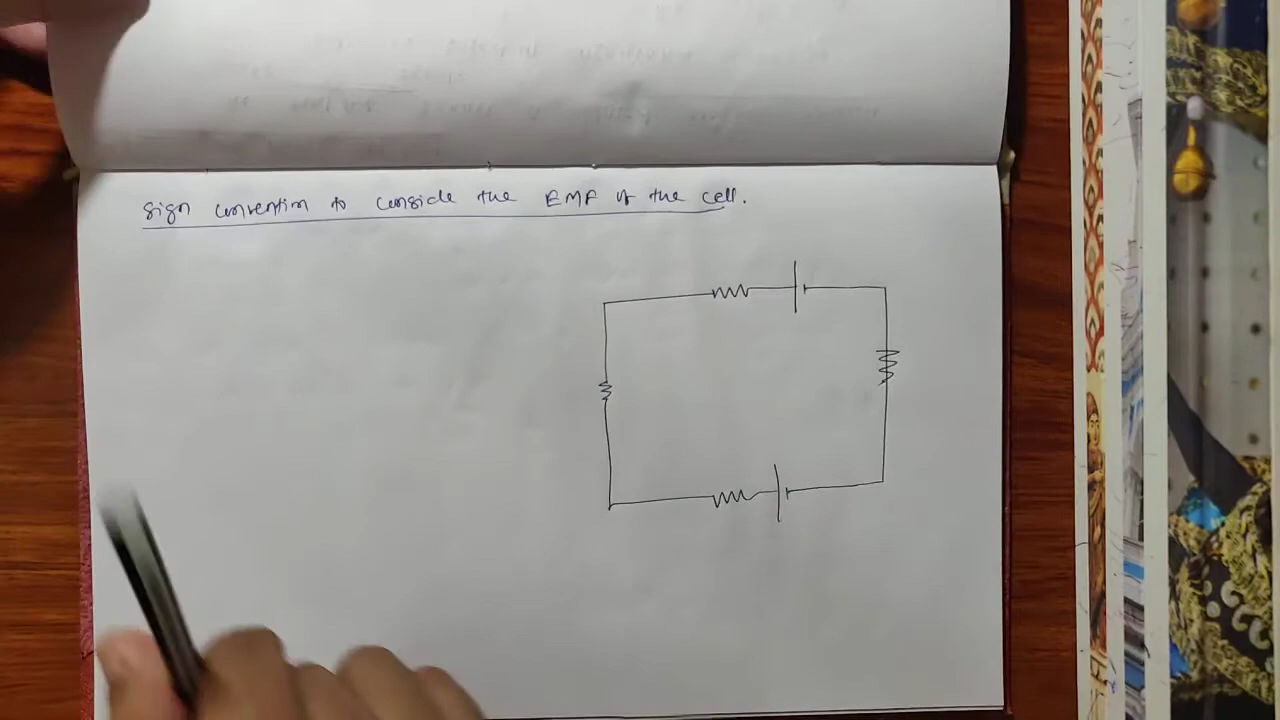 Sign convention to conside the EMF of the cell.